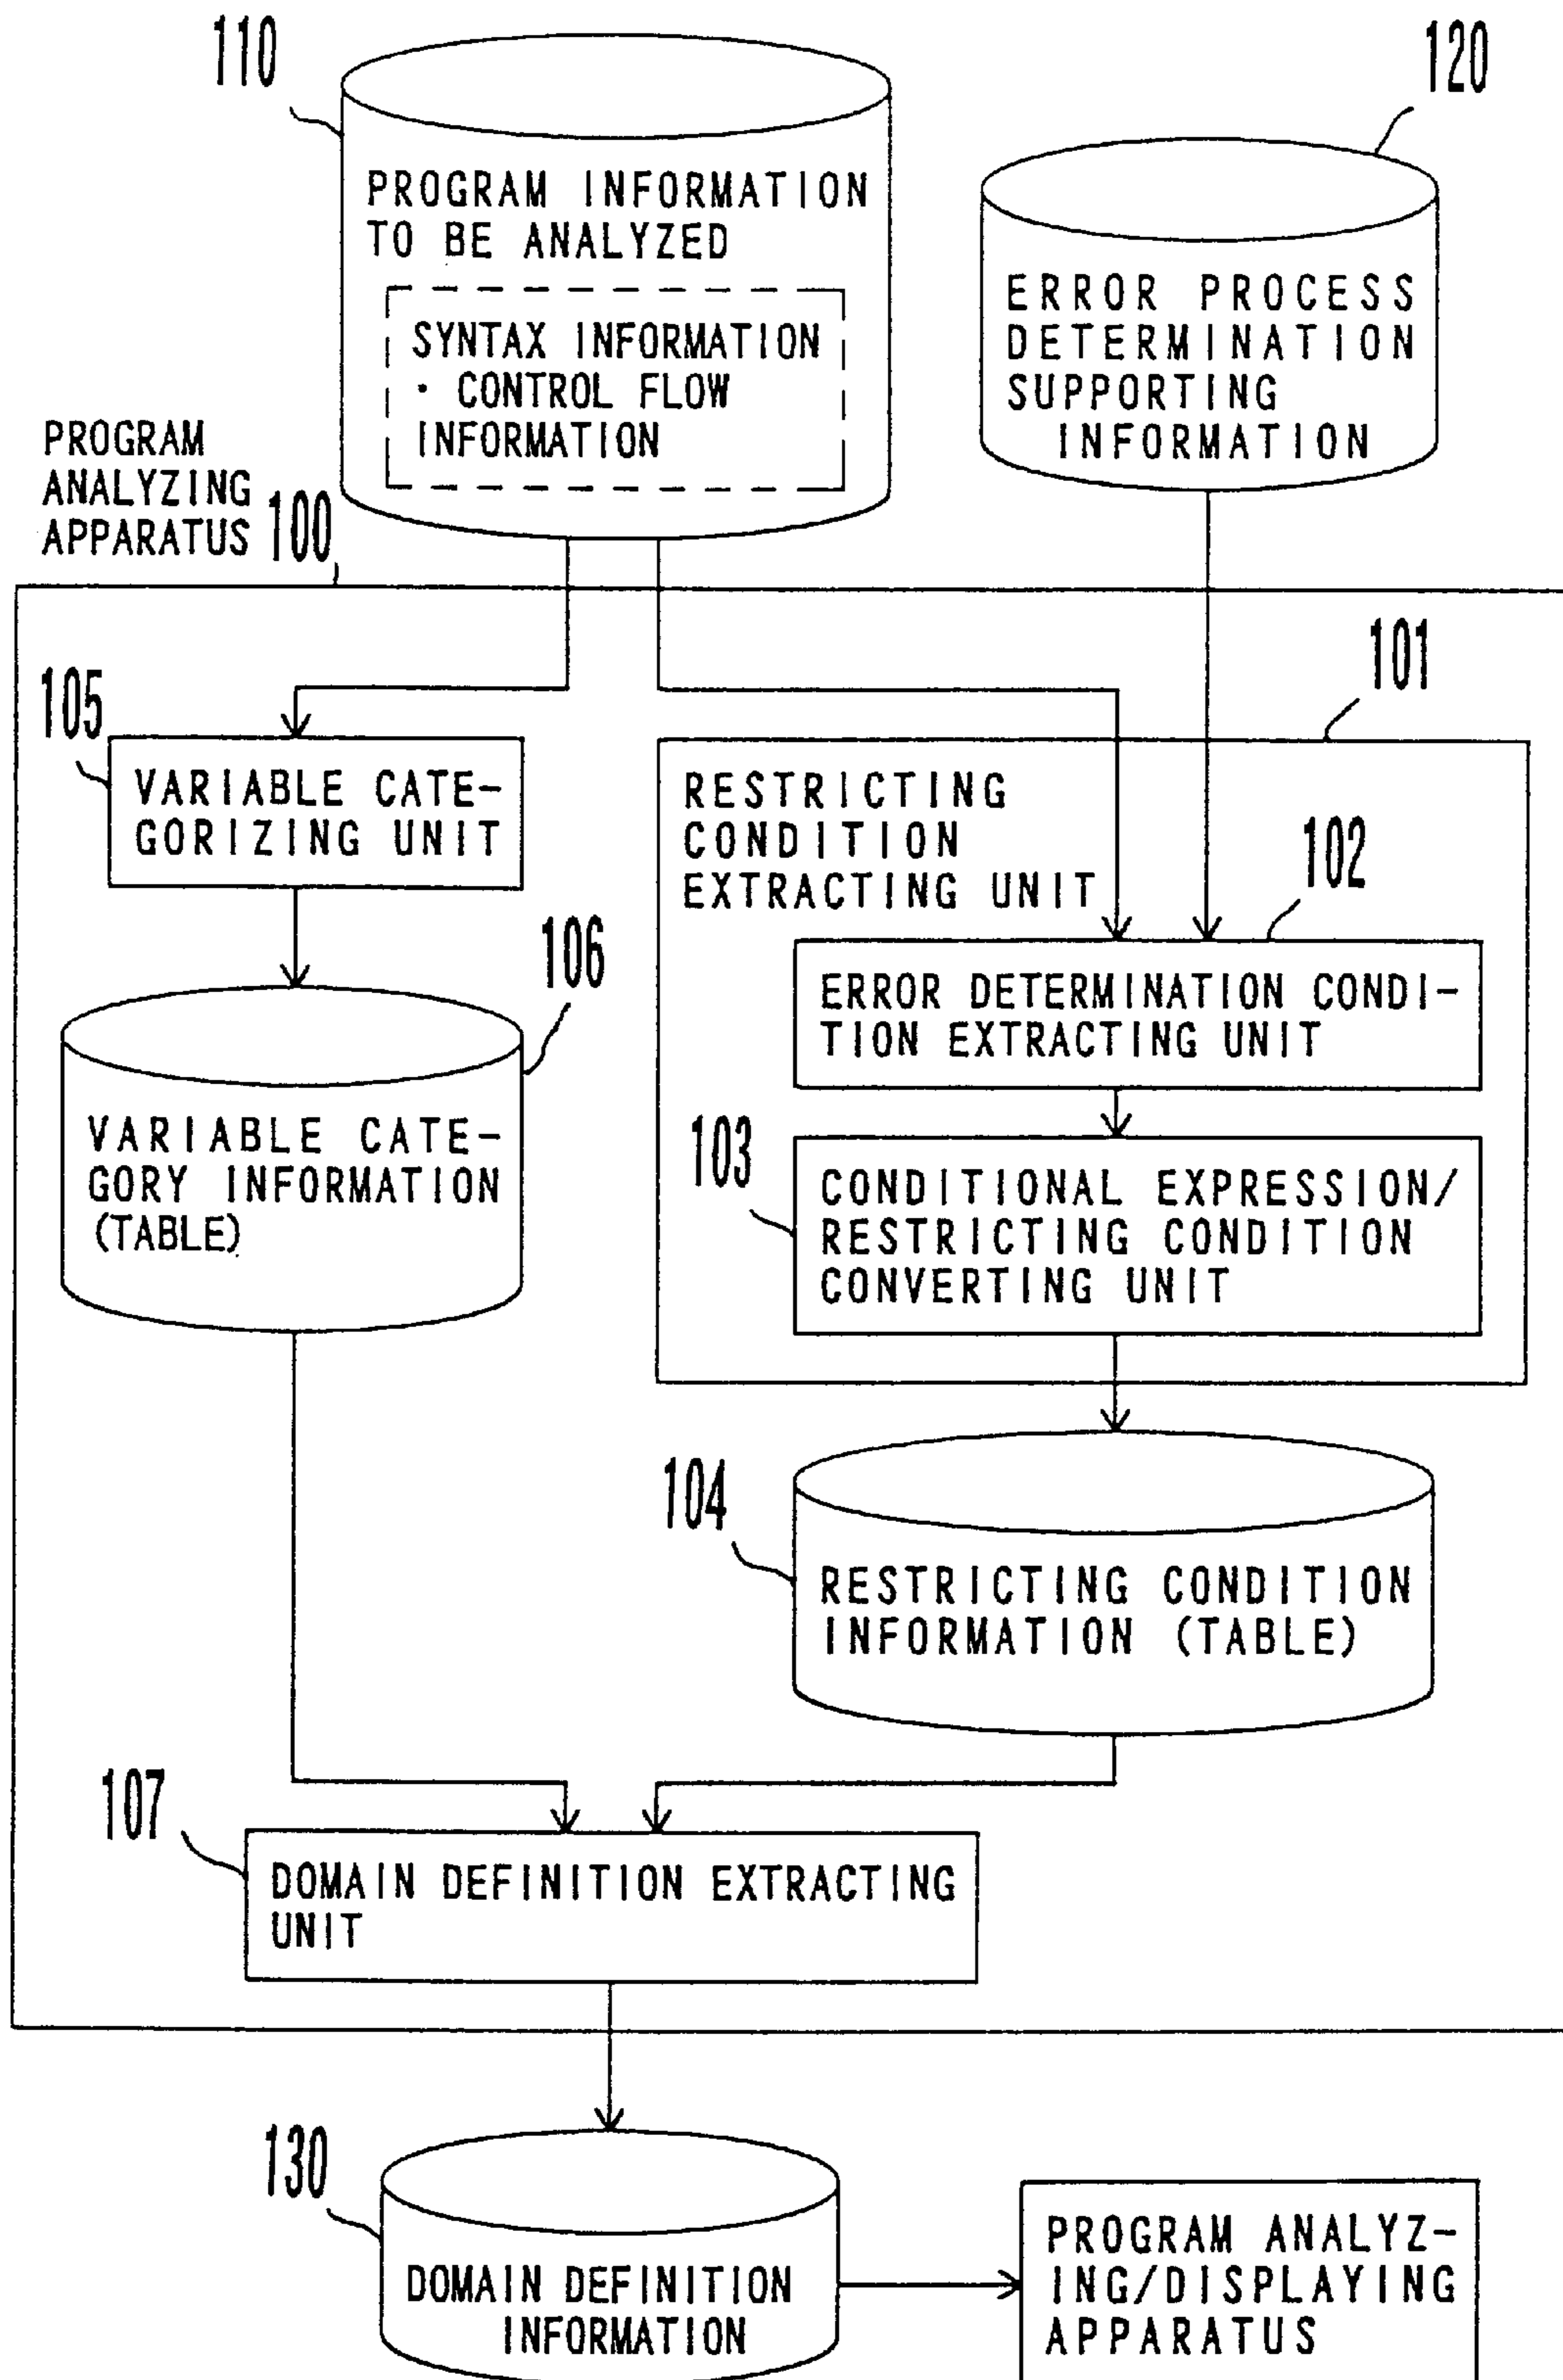 110
120
PROGRAM INFORMATION
TO BE ANALYZED
SYNTAX INFORMATION
· CONTROL FLOW
INFORMATION
ERROR PROCESS
DETERMINATION
SUPPORTING
INFORMATION
PROGRAM
ANALYZING
APPARATUS 100
101
105
VARIABLE CATE-
GORIZING UNIT
RESTRICTING
CONDITION
EXTRACTING UNIT
102
106
ERROR DETERMINATION CONDI-
TION EXTRACTING UNIT
VARIABLE CATE-
GORY INFORMATION
(TABLE)
103
CONDITIONAL EXPRESSION/
RESTRICTING CONDITION
CONVERTING UNIT
104
RESTRICTING CONDITION
INFORMATION (TABLE)
107
DOMAIN DEFINITION EXTRACTING
UNIT
130
DOMAIN DEFINITION
INFORMATION
PROGRAM ANALYZ-
ING/DISPLAYING
APPARATUS